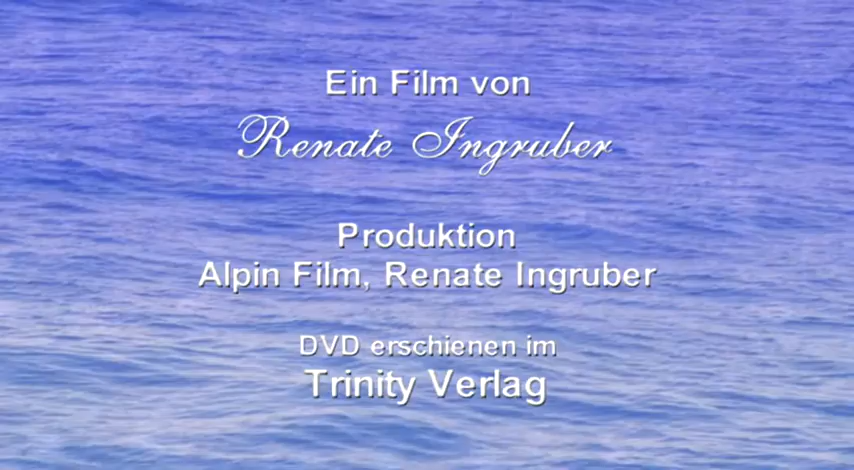 Ein Film von
Renate Ingruber
Produktion
Alpin Film, Renate Ingruber
DVD erschienen im
Trinity Verlag